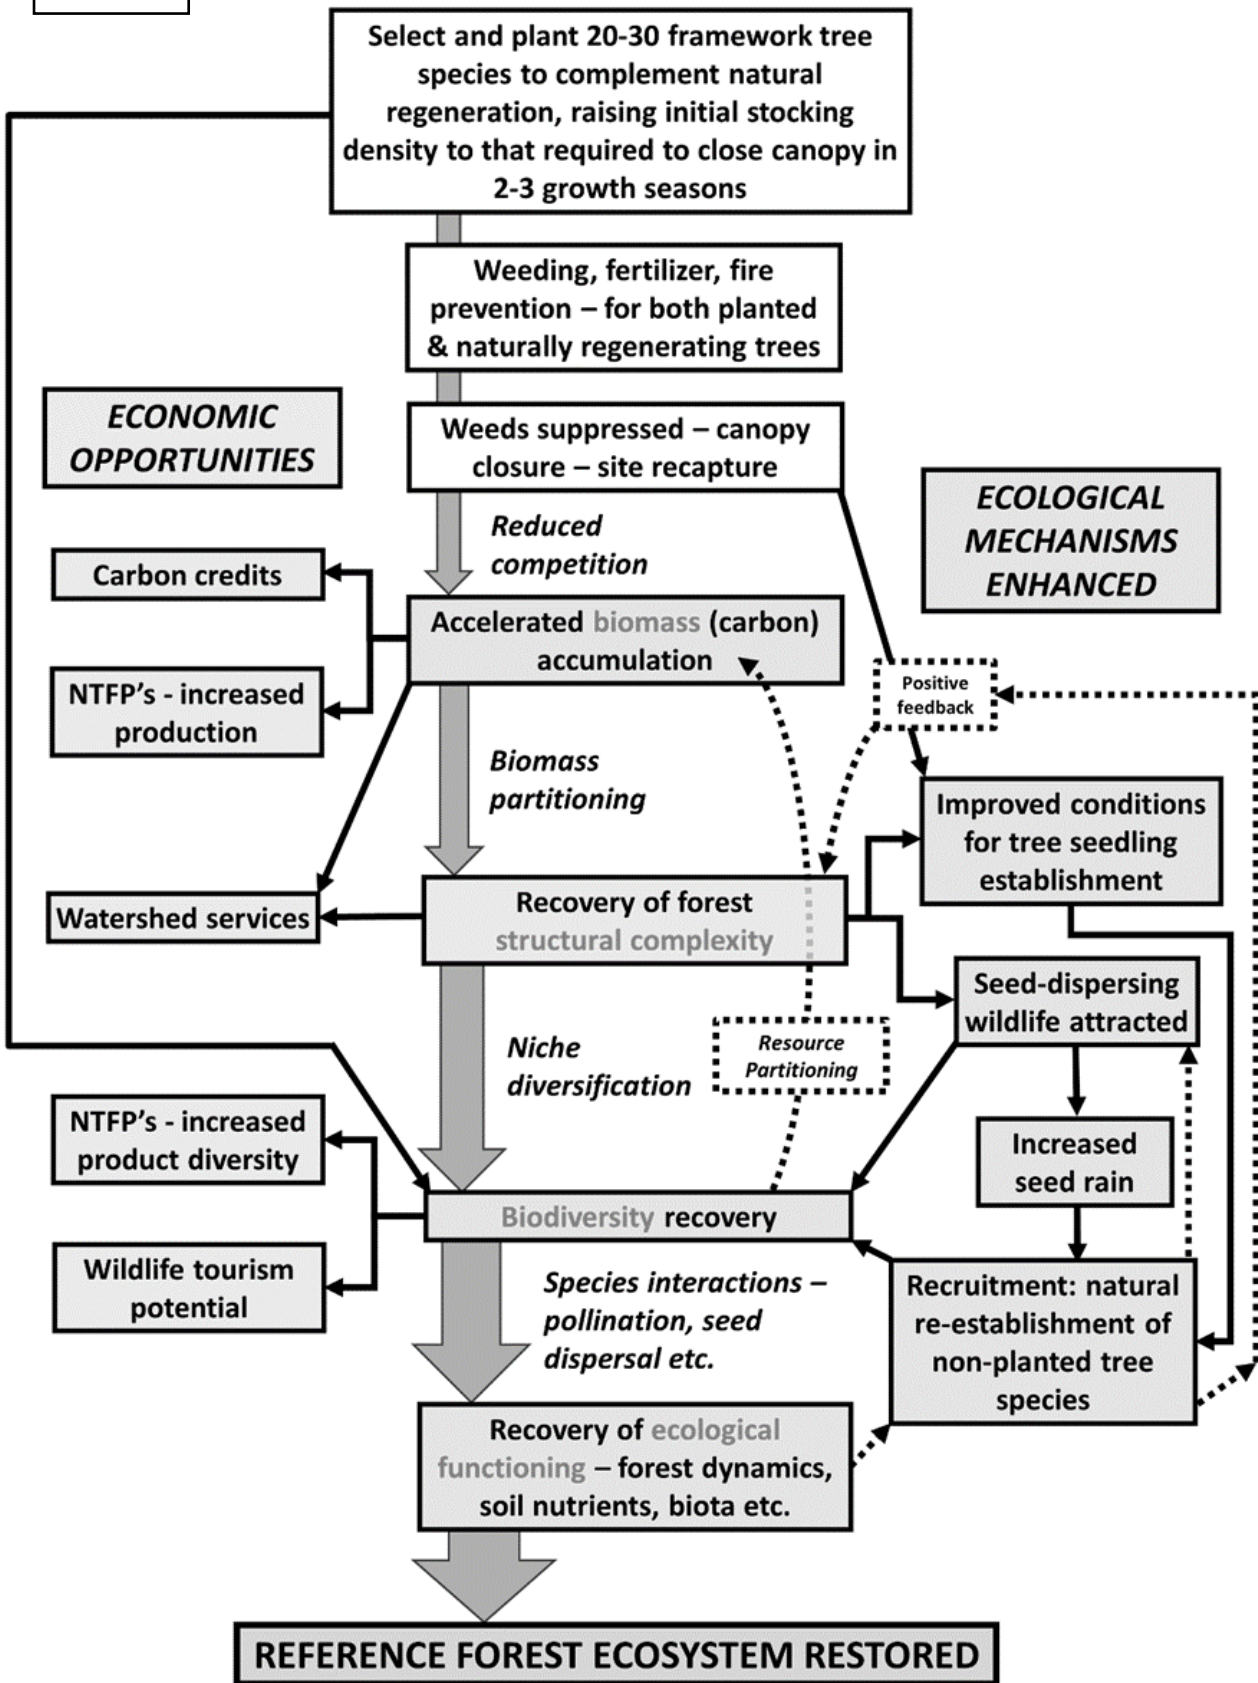 Select and plant 20-30 framework tree
species to complement natural
regeneration, raising initial stocking
density to that required to close canopy in
2-3 growth seasons
Weeding, fertilizer, fire
prevention – for both planted
& naturally regenerating trees
ECONOMIC
OPPORTUNITIES
Weeds suppressed – canopy
closure – site recapture
ECOLOGICAL
MECHANISMS
ENHANCED
Reduced
competition
Carbon credits
Accelerated biomass (carbon)
accumulation
NTFP's - increased
production
Positive
feedback
Biomass
partitioning
Improved conditions
for tree seedling
establishment
Watershed services
Recovery of forest
structural complexity
Seed-dispersing
wildlife attracted
Niche
diversification
Resource
Partitioning
NTFP's - increased
product diversity
Increased
seed rain
Biodiversity recovery
Wildlife tourism
potential
Species interactions –
pollination, seed
dispersal etc.
Recruitment: natural
re-establishment of
non-planted tree
species
Recovery of ecological
functioning – forest dynamics,
soil nutrients, biota etc.
REFERENCE FOREST ECOSYSTEM RESTORED